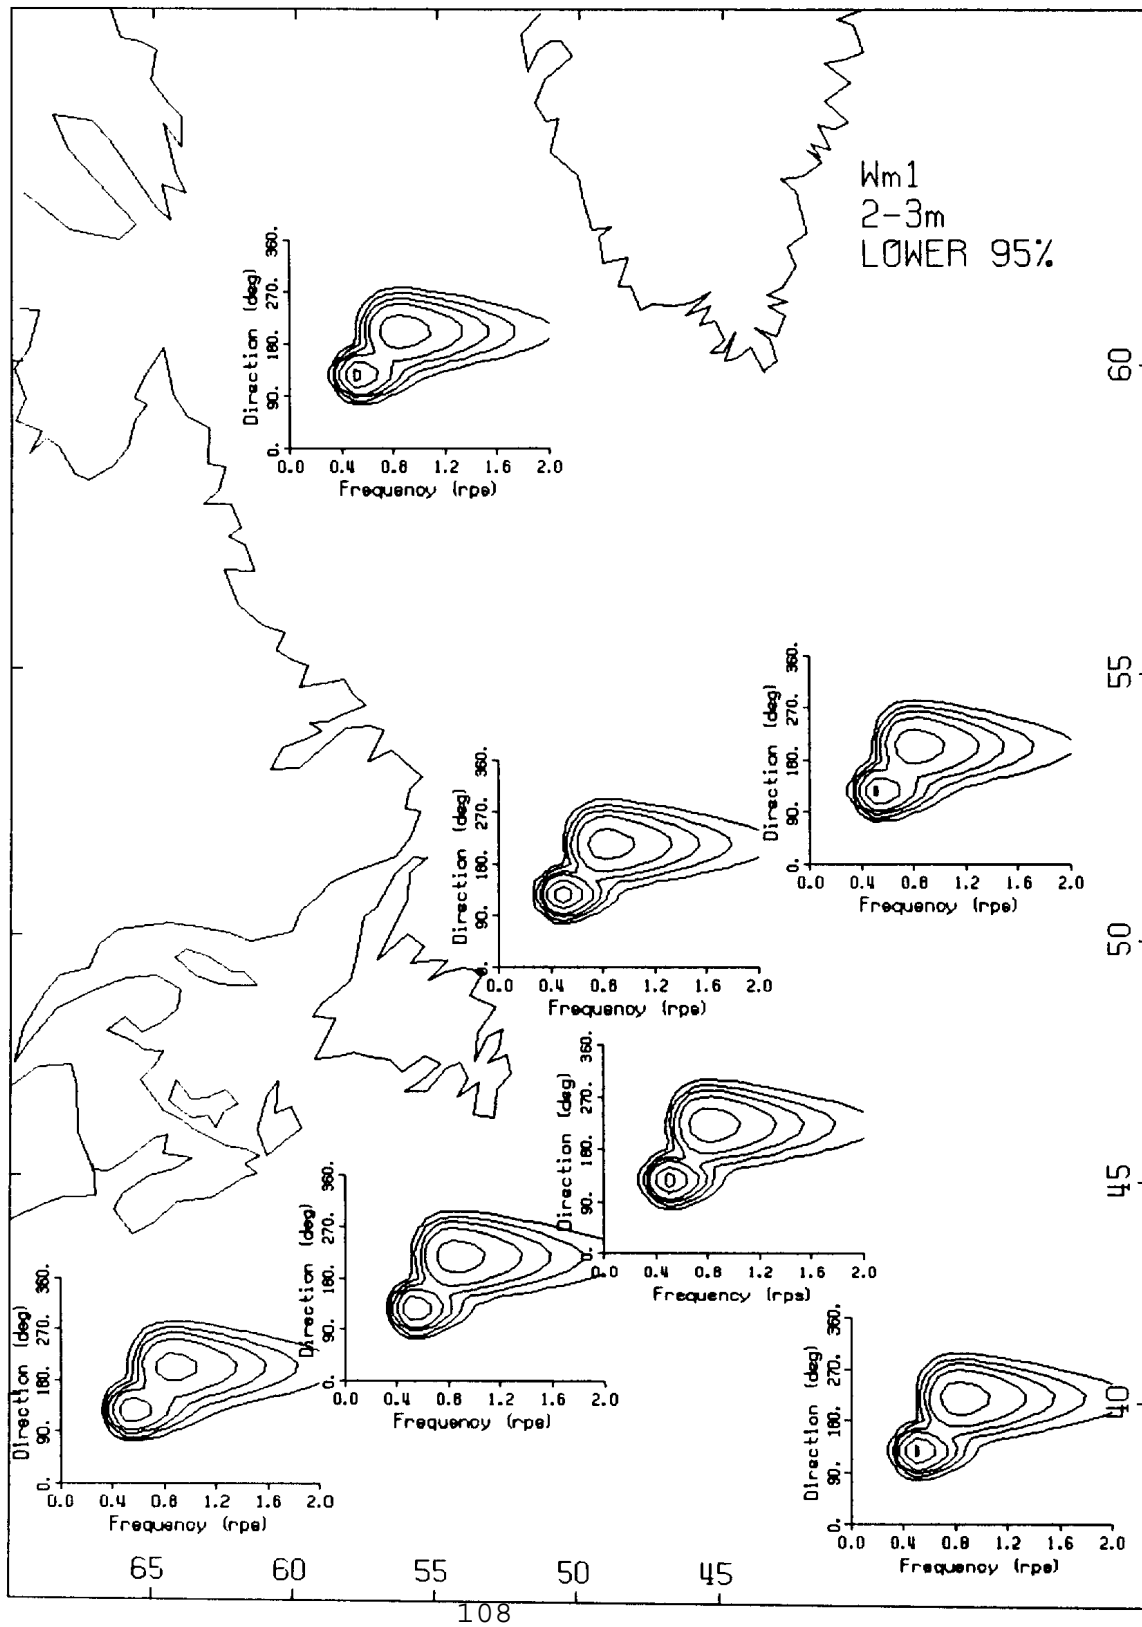 Wm1
2-3m
LOWER 95%
360.
270.
180.
90.
0.
Direction (deg)
0.0 0.4 0.8 1.2 1.6 2.0
Frequency (rps)
60
360.
270.
180.
90.
0.
Direction (deg)
0.0 0.4 0.8 1.2 1.6 2.0
Frequency (rps)
55
360.
270.
180.
90.
0.
Direction (deg)
0.0 0.4 0.8 1.2 1.6 2.0
Frequency (rps)
50
360.
270.
180.
90.
0.
Direction (deg)
0.0 0.4 0.8 1.2 1.6 2.0
Frequency (rps)
45
360.
270.
180.
90.
0.
Direction (deg)
0.0 0.4 0.8 1.2 1.6 2.0
Frequency (rps)
360.
270.
180.
90.
0.
Direction (deg)
0.0 0.4 0.8 1.2 1.6 2.0
Frequency (rps)
360.
270.
180.
90.
0.
Direction (deg)
0.0 0.4 0.8 1.2 1.6 2.0
Frequency (rps)
40
65 60 55 50 45
108